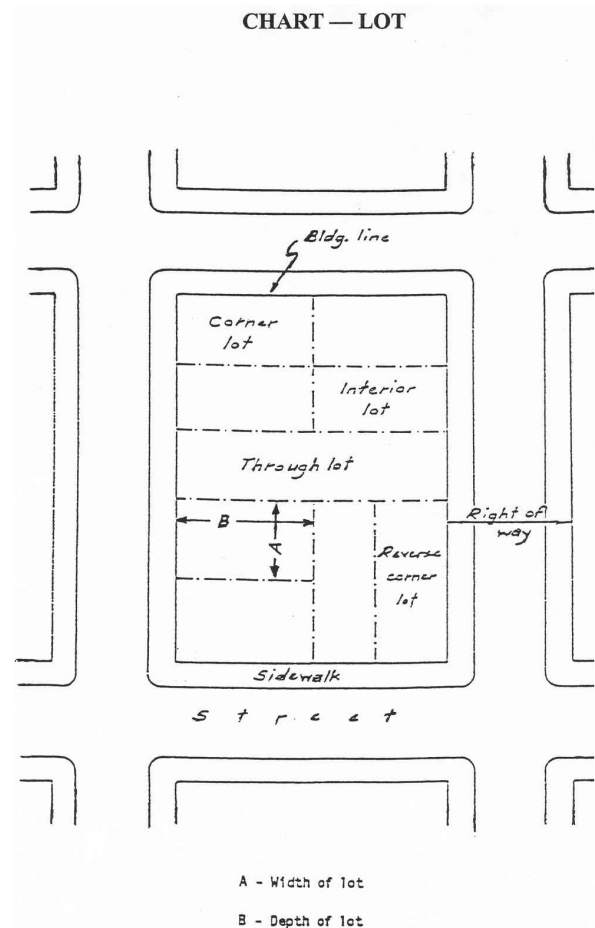 CHART — LOT
Bldg. line
Corner
lot
Interior
lot
Through lot
B
A
Right of
way
Reverse
corner
lot
Sidewalk
Street
A - Width of lot
B - Depth of lot